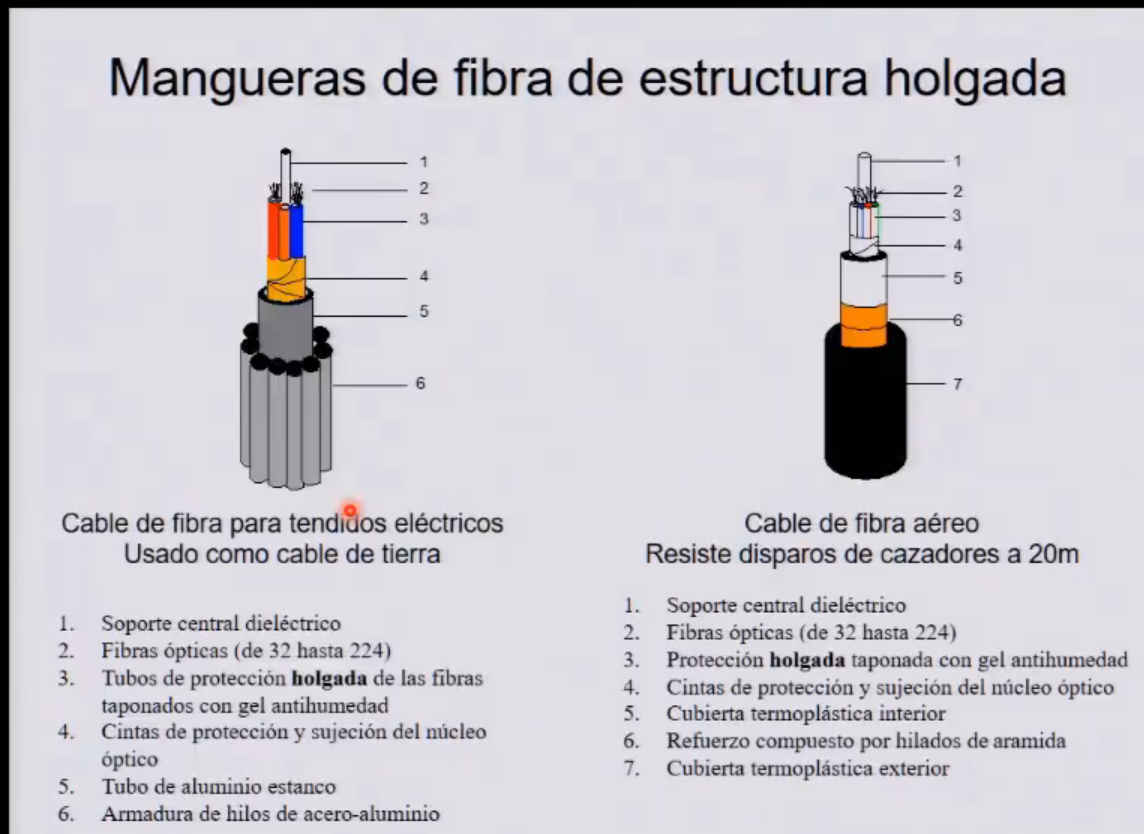 Mangueras de fibra de estructura holgada
1
2
3
4
5
6
Cable de fibra para tendidos eléctricos
Usado como cable de tierra
1. Soporte central dieléctrico
2. Fibras ópticas (de 32 hasta 224)
3. Tubos de protección holgada de las fibras
taponados con gel antihumedad
4. Cintas de protección y sujeción del núcleo
óptico
5. Tubo de aluminio estanco
6. Armadura de hilos de acero-aluminio
1
2
3
4
5
6
7
Cable de fibra aéreo
Resiste disparos de cazadores a 20m
1. Soporte central dieléctrico
2. Fibras ópticas (de 32 hasta 224)
3. Protección holgada taponada con gel antihumedad
4. Cintas de protección y sujeción del núcleo óptico
5. Cubierta termoplástica interior
6. Refuerzo compuesto por hilados de aramida
7. Cubierta termoplástica exterior